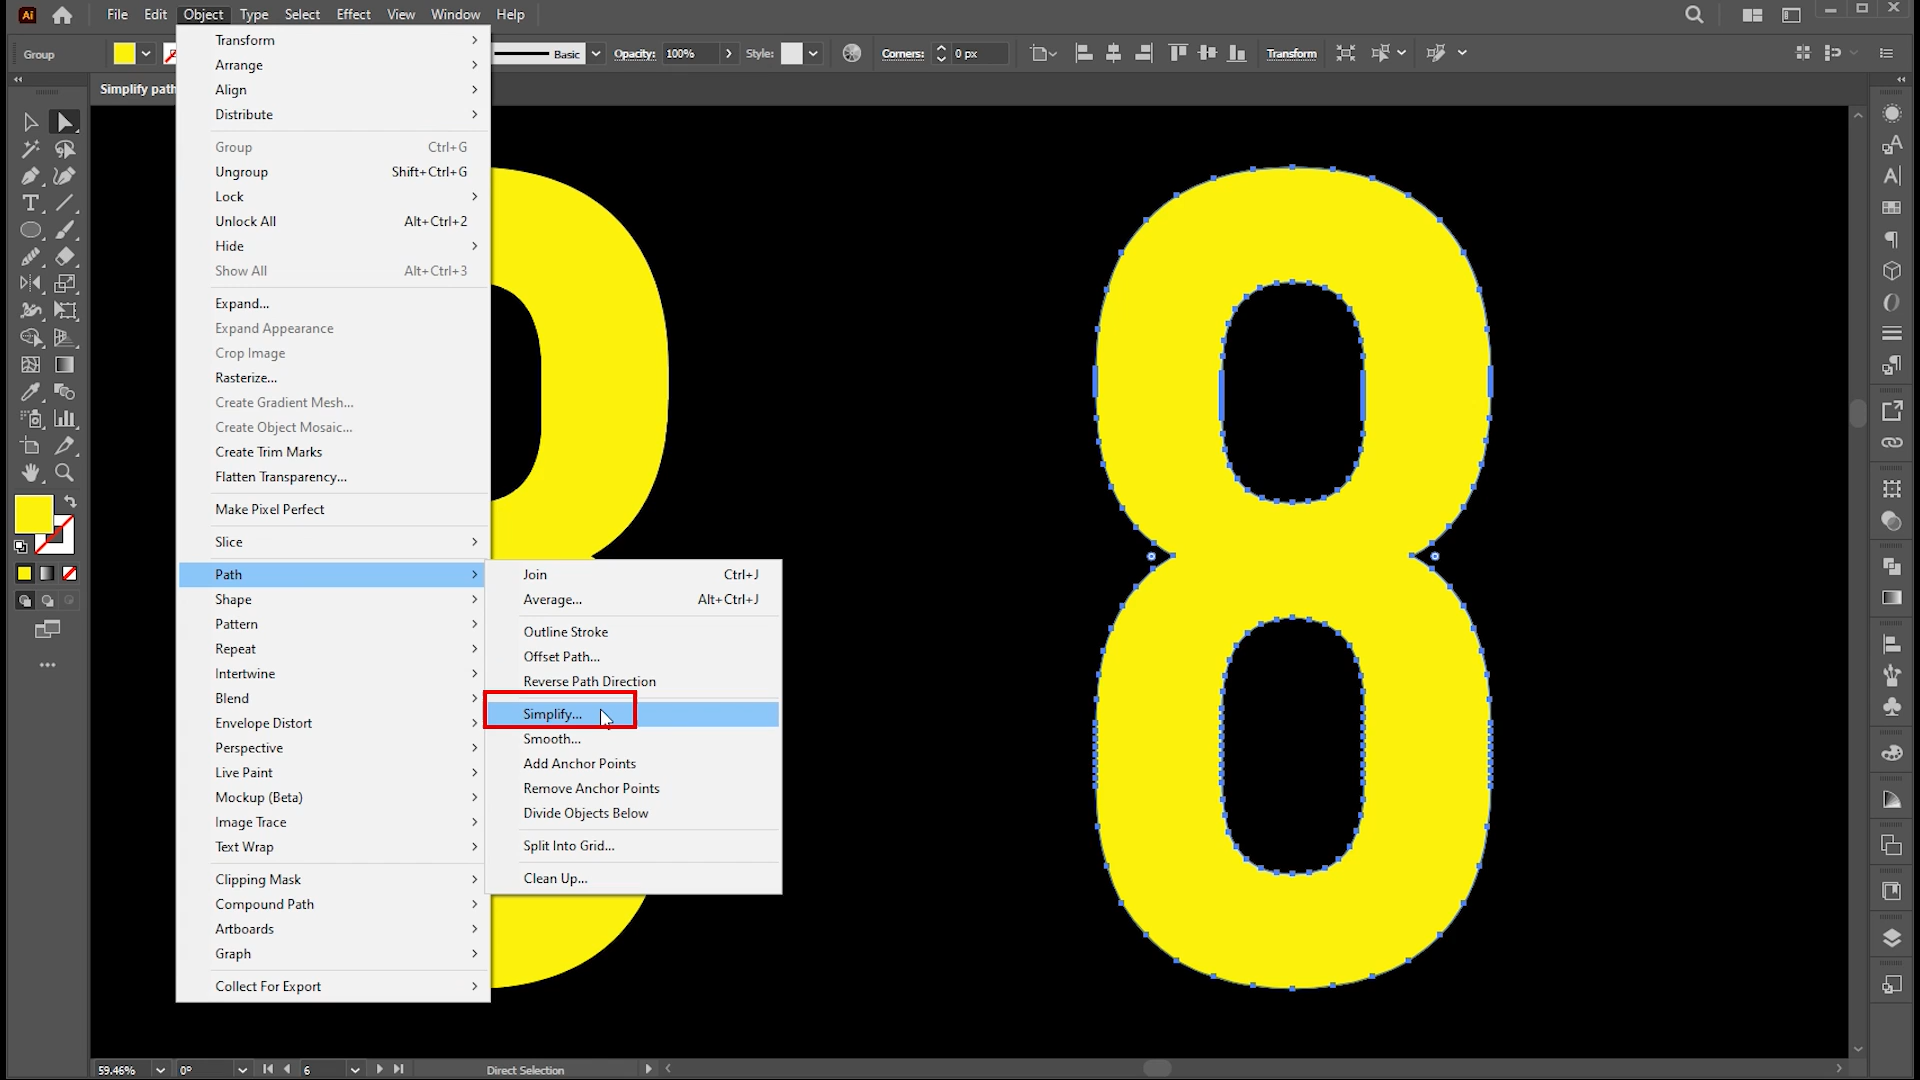 Ai File Edit Object Type Select Effect View Window Help
Group Basic Opacity: 100% Style: Corners: 0 px Transform
Simplify path
Transform
Arrange
Align
Distribute
Group Ctrl+G
Ungroup Shift+Ctrl+G
Lock
Unlock All Alt+Ctrl+2
Hide
Show All Alt+Ctrl+3
Expand...
Expand Appearance
Crop Image
Rasterize...
Create Gradient Mesh...
Create Object Mosaic...
Create Trim Marks
Flatten Transparency...
Make Pixel Perfect
Slice
Path
Shape
Pattern
Repeat
Intertwine
Blend
Envelope Distort
Perspective
Live Paint
Mockup (Beta)
Image Trace
Text Wrap
Clipping Mask
Compound Path
Artboards
Graph
Collect For Export
Join Ctrl+J
Average... Alt+Ctrl+J
Outline Stroke
Offset Path...
Reverse Path Direction
Simplify...
Smooth...
Add Anchor Points
Remove Anchor Points
Divide Objects Below
Split Into Grid...
Clean Up...
8
59.46% 0° 6 Direct Selection